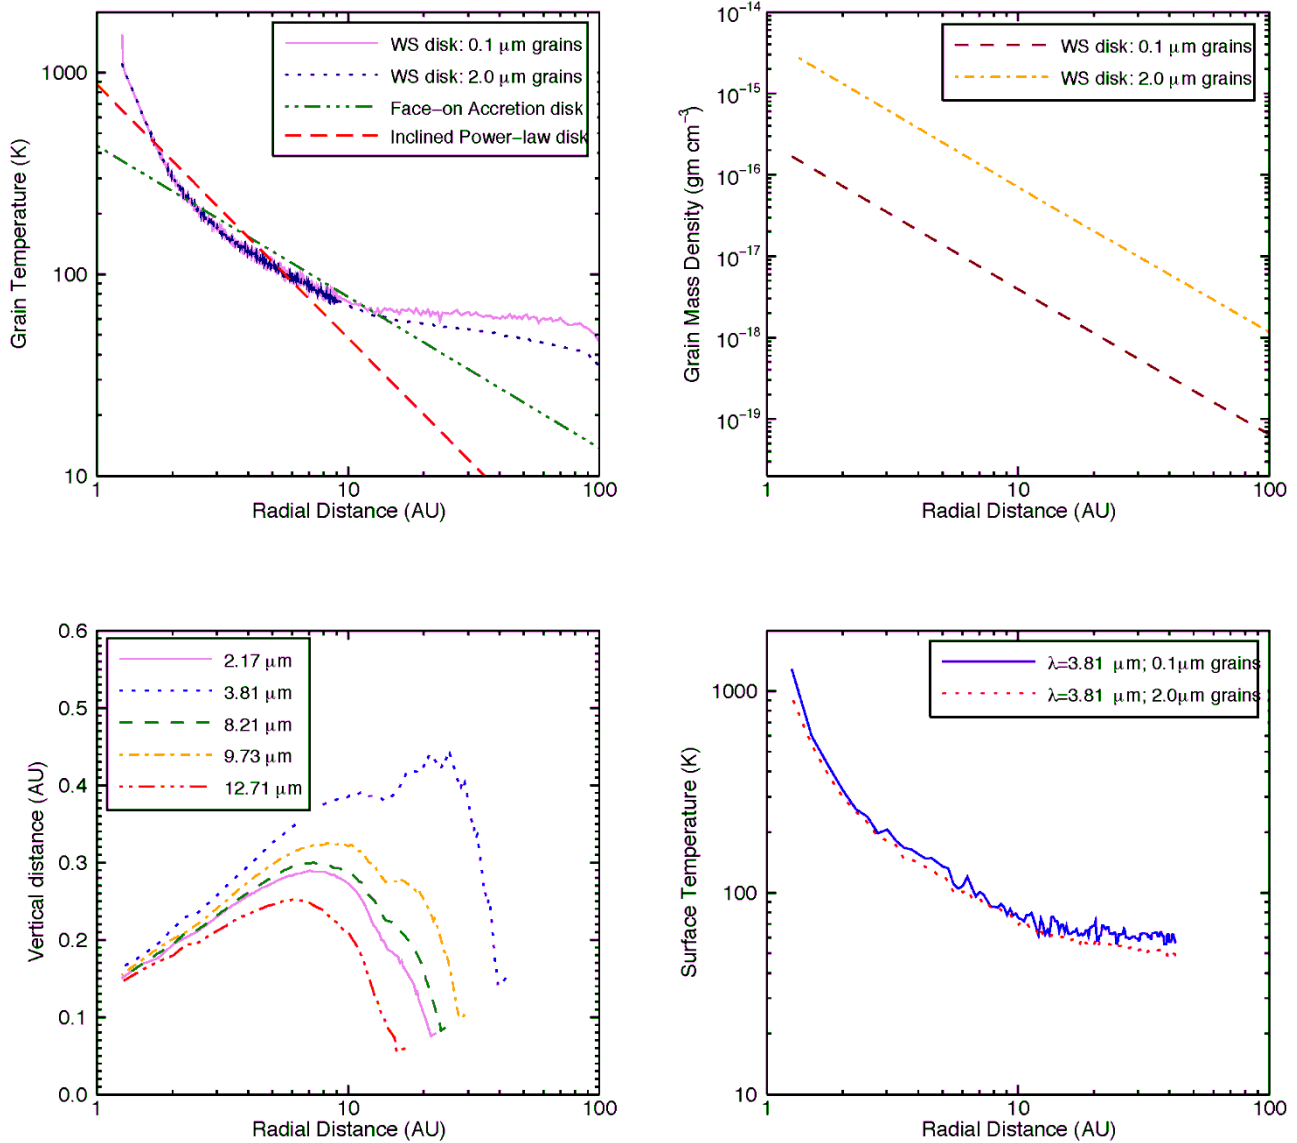 WS disk: 0.1 μm grains
WS disk: 2.0 μm grains
Face−on Accretion disk
Inclined Power−law disk
1000
100
10
Grain Temperature (K)
1
10
100
Radial Distance (AU)
WS disk: 0.1 μm grains
WS disk: 2.0 μm grains
10−14
10−15
10−16
10−17
10−18
10−19
Grain Mass Density (gm cm−3)
1
10
100
Radial Distance (AU)
2.17 μm
3.81 μm
8.21 μm
9.73 μm
12.71 μm
0.6
0.5
0.4
0.3
0.2
0.1
0.0
Vertical distance (AU)
1
10
100
Radial Distance (AU)
λ=3.81 μm; 0.1μm grains
λ=3.81 μm; 2.0μm grains
1000
100
10
Surface Temperature (K)
1
10
100
Radial Distance (AU)